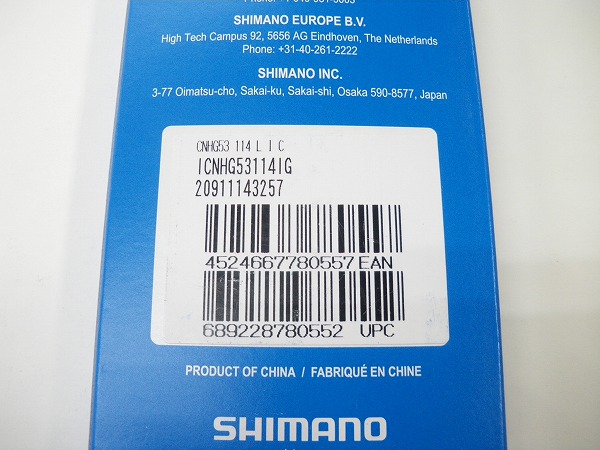 SHIMANO EUROPE B.V.
High Tech Campus 92, 5656 AG Eindhoven, The Netherlands
Phone: +31-40-261-2222
SHIMANO INC.
3-77 Oimatsu-cho, Sakai-ku, Sakai-shi, Osaka 590-8577, Japan
CNHG53 114 L I C
ICNHG53114IG
20911143257
4524667780557 EAN
689228780552 UPC
PRODUCT OF CHINA / FABRIQUÉ EN CHINE
SHIMANO